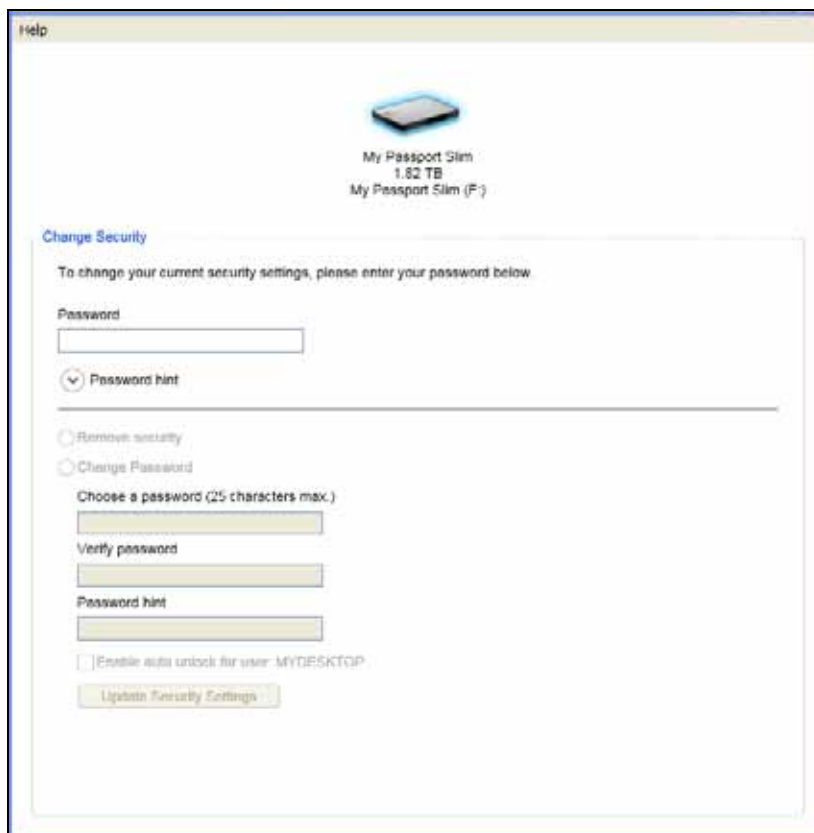 Help
My Passport Slim
1.82 TB
My Passport Slim (F:)
Change Security
To change your current security settings, please enter your password below.
Password
Password hint
Remove security
Change Password
Choose a password (25 characters max.)
Verify password
Password hint
Enable auto unlock for user: MYDESKTOP
Update Security Settings